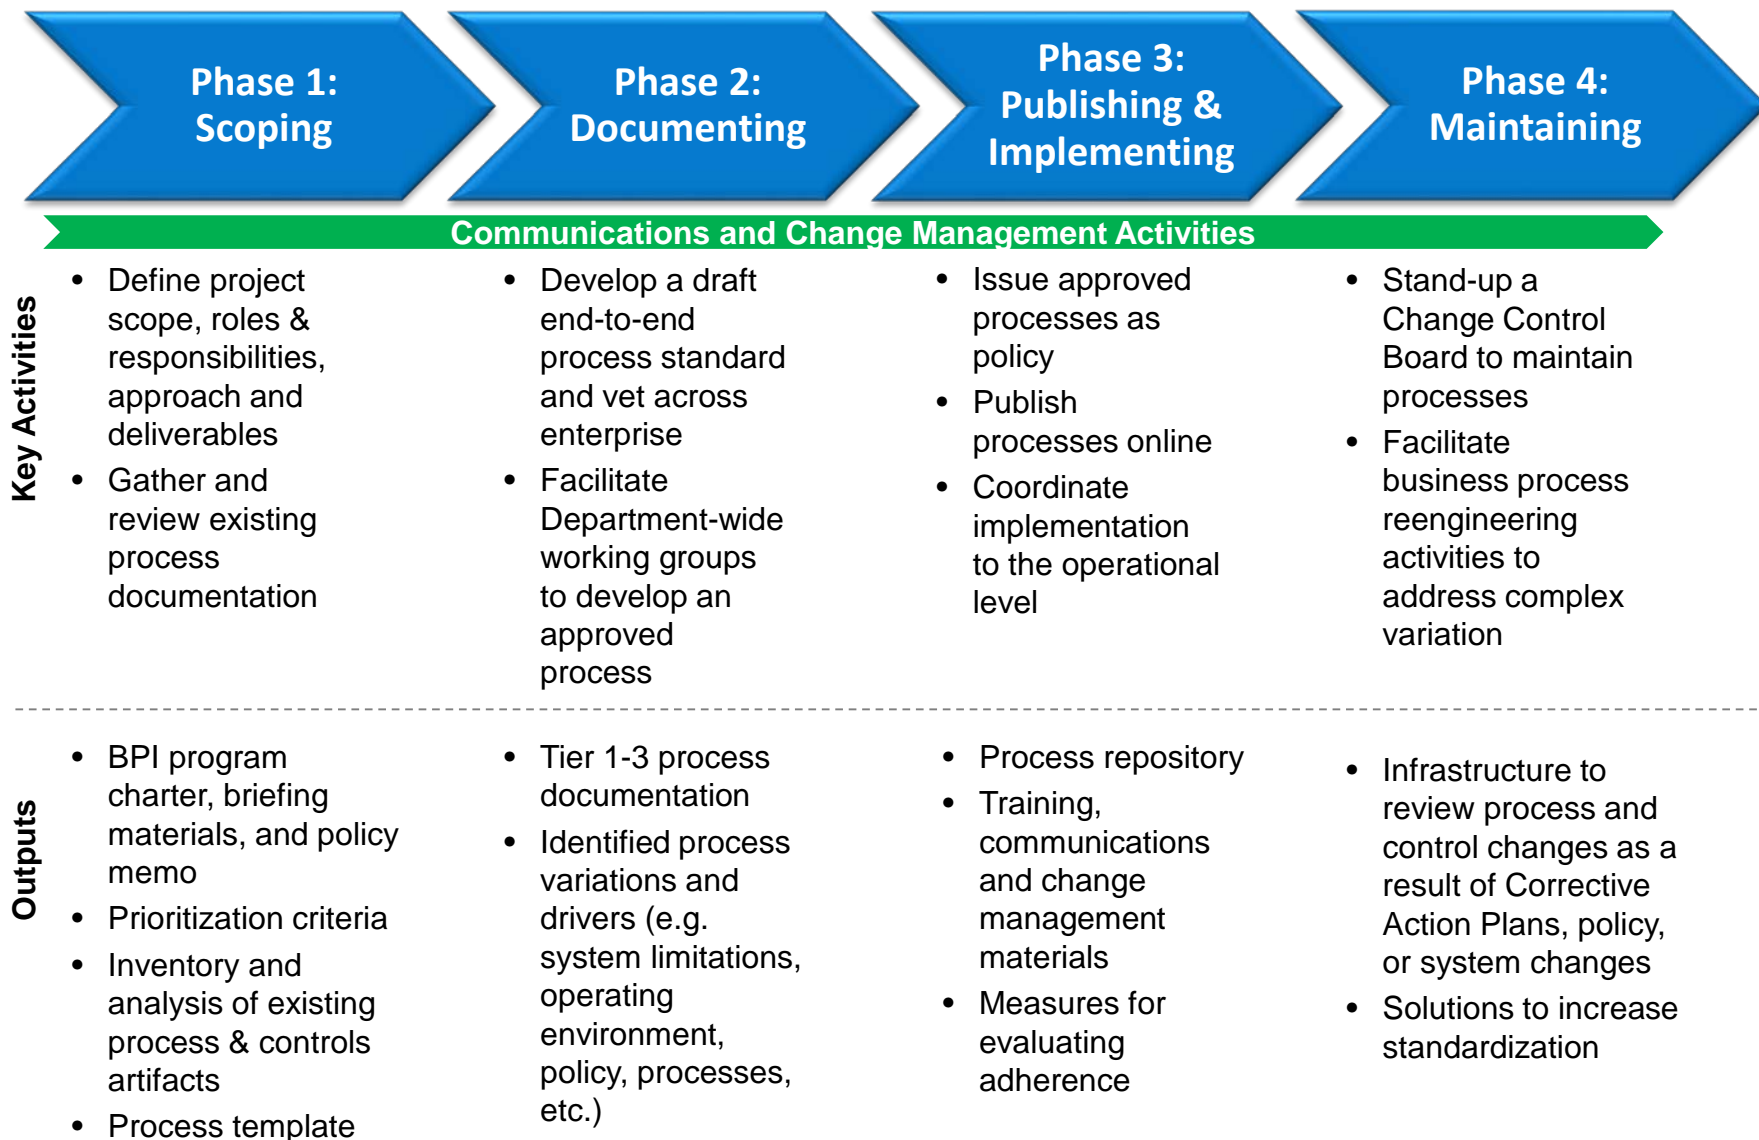 Phase 1:
Scoping
Phase 2:
Documenting
Phase 3:
Publishing &
Implementing
Phase 4:
Maintaining
Communications and Change Management Activities
Key Activities
• Define project
scope, roles &
responsibilities,
approach and
deliverables
• Gather and
review existing
process
documentation
• Develop a draft
end-to-end
process standard
and vet across
enterprise
• Facilitate
Department-wide
working groups
to develop an
approved
process
• Issue approved
processes as
policy
• Publish
processes online
• Coordinate
implementation
to the operational
level
• Stand-up a
Change Control
Board to maintain
processes
• Facilitate
business process
reengineering
activities to
address complex
variation
Outputs
• BPI program
charter, briefing
materials, and policy
memo
• Prioritization criteria
• Inventory and
analysis of existing
process & controls
artifacts
• Process template
• Tier 1-3 process
documentation
• Identified process
variations and
drivers (e.g.
system limitations,
operating
environment,
policy, processes,
etc.)
• Process repository
• Training,
communications
and change
management
materials
• Measures for
evaluating
adherence
• Infrastructure to
review process and
control changes as a
result of Corrective
Action Plans, policy,
or system changes
• Solutions to increase
standardization